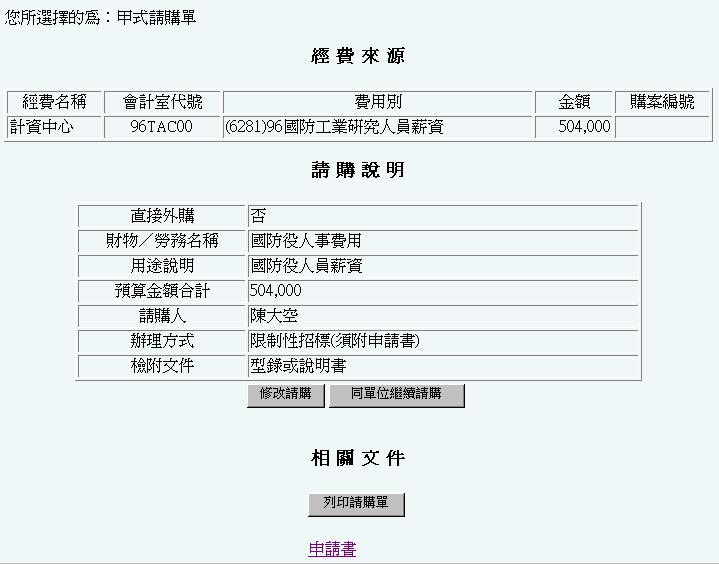 您所選擇的為：甲式請購單
經費來源
經費名稱 會計室代號 費用別 金額 購案編號
計資中心 96TAC00 (6281)96國防工業研究人員薪資 504,000
請購說明
直接外購 否
財物／勞務名稱 國防役人事費用
用途說明 國防役人員薪資
預算金額合計 504,000
請購人 陳大空
辦理方式 限制性招標(須附申請書)
檢附文件 型錄或說明書
修改請購 同單位繼續請購
相關文件
列印請購單
申請書